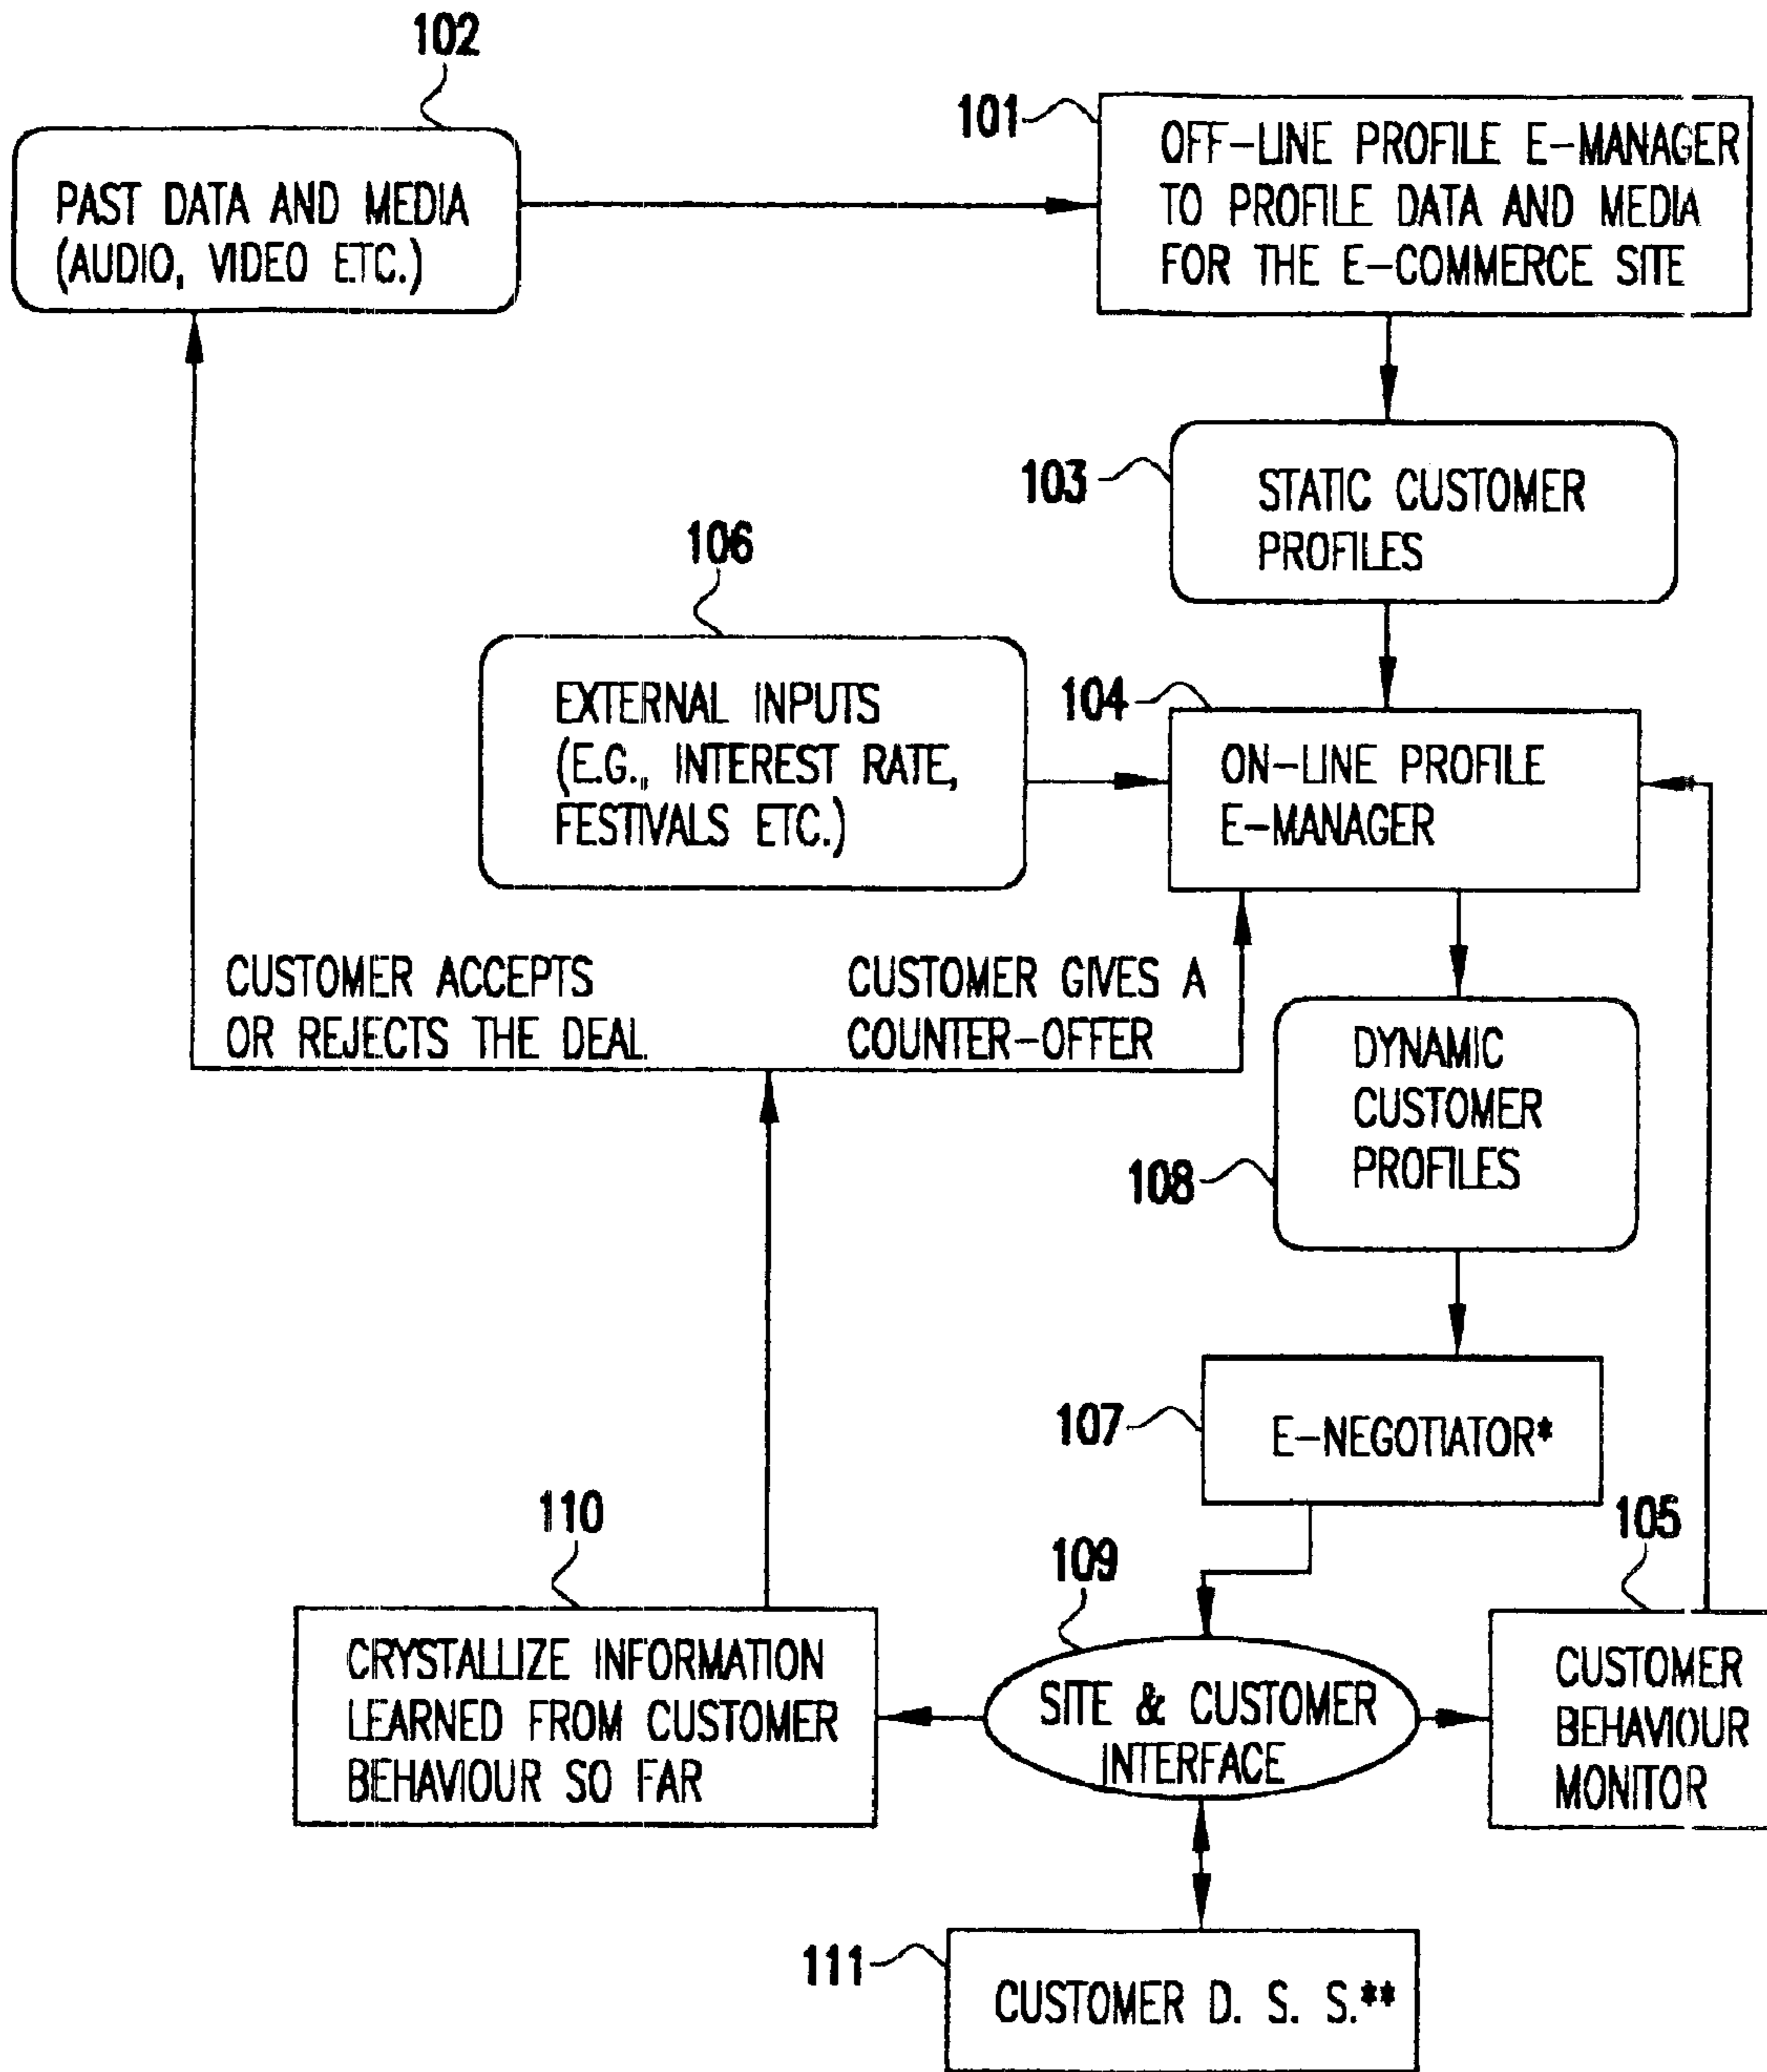 102
PAST DATA AND MEDIA
(AUDIO, VIDEO ETC.)
101
OFF-LINE PROFILE E-MANAGER
TO PROFILE DATA AND MEDIA
FOR THE E-COMMERCE SITE
103
STATIC CUSTOMER
PROFILES
106
EXTERNAL INPUTS
(E.G., INTEREST RATE,
FESTIVALS ETC.)
104
ON-LINE PROFILE
E-MANAGER
CUSTOMER ACCEPTS
OR REJECTS THE DEAL
CUSTOMER GIVES A
COUNTER-OFFER
108
DYNAMIC
CUSTOMER
PROFILES
107
E-NEGOTIATOR*
110
CRYSTALLIZE INFORMATION
LEARNED FROM CUSTOMER
BEHAVIOUR SO FAR
109
SITE & CUSTOMER
INTERFACE
105
CUSTOMER
BEHAVIOUR
MONITOR
111
CUSTOMER D. S. S.**